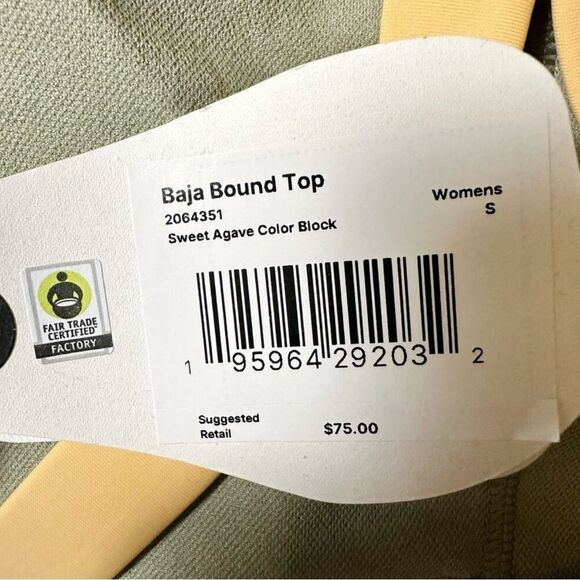 Baja Bound Top
2064351
Sweet Agave Color Block
Womens
S
FAIR TRADE
CERTIFIED
FACTORY
1 95964 29203 2
Suggested
Retail
$75.00